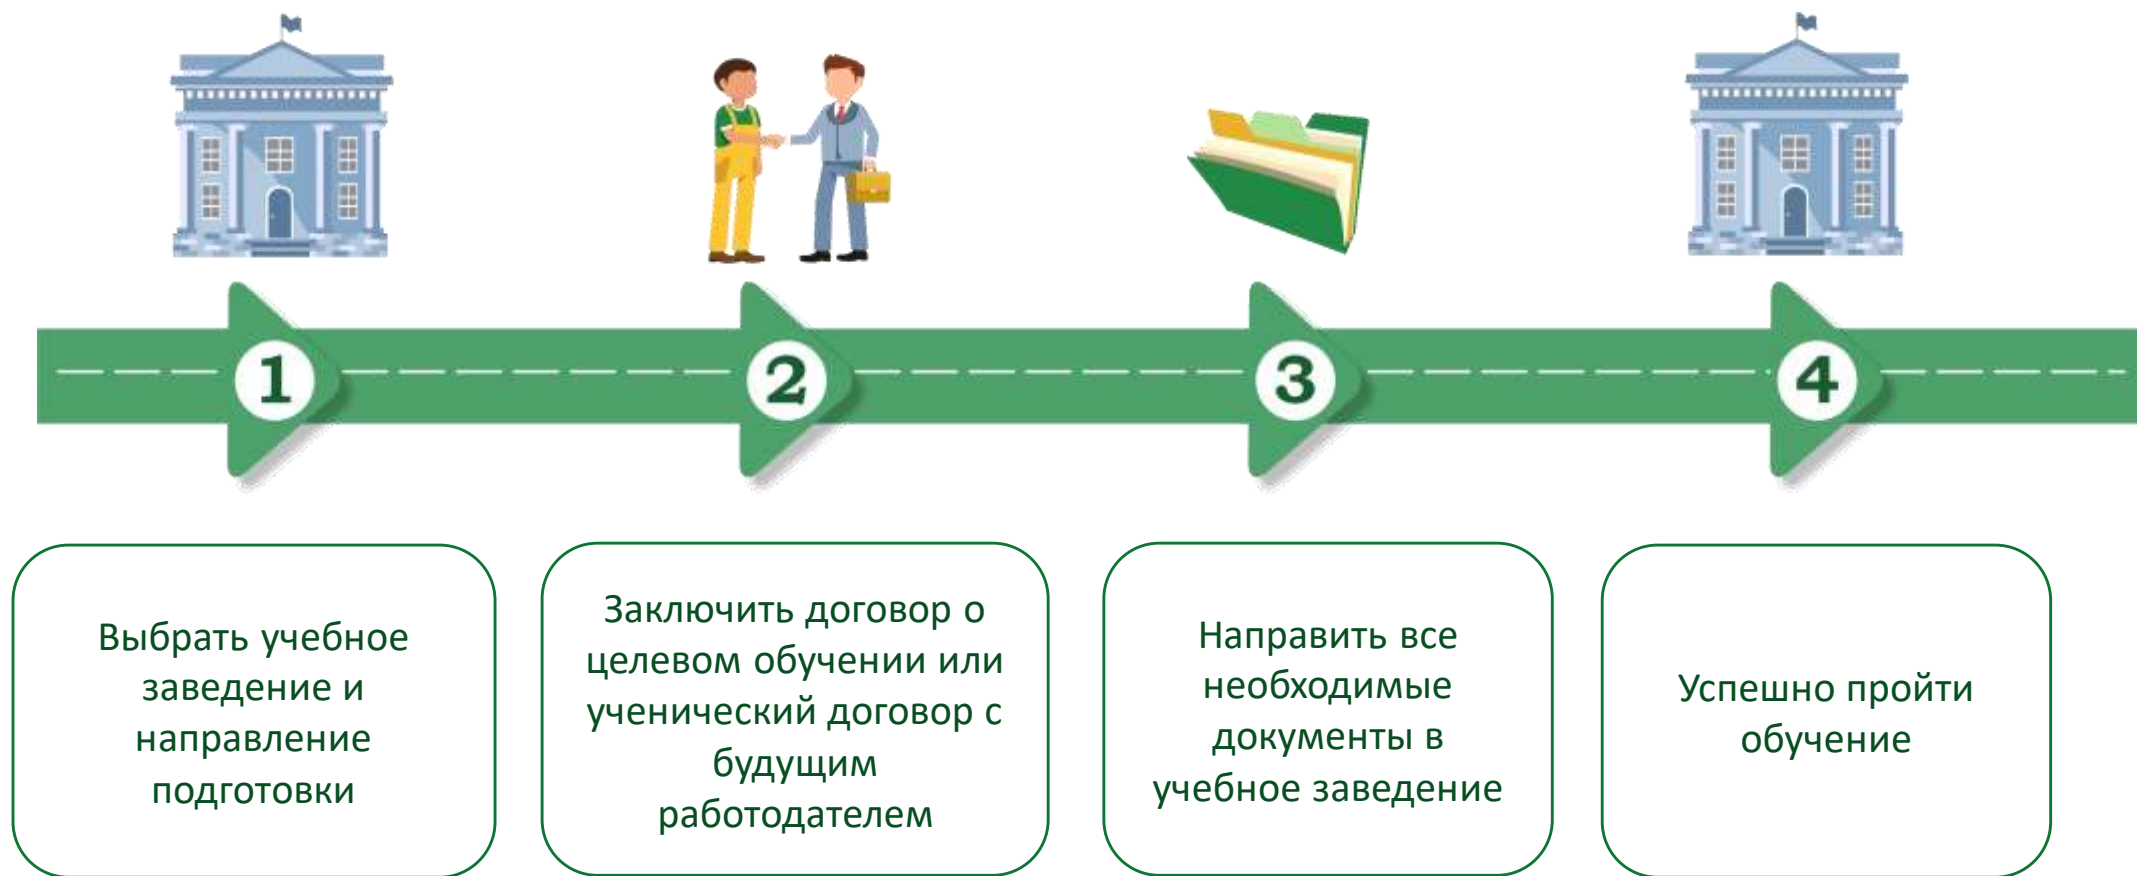 1
2
3
4
Выбрать учебное
заведение и
направление
подготовки
Заключить договор о
целевом обучении или
ученический договор с
будущим
работодателем
Направить все
необходимые
документы в
учебное заведение
Успешно пройти
обучение